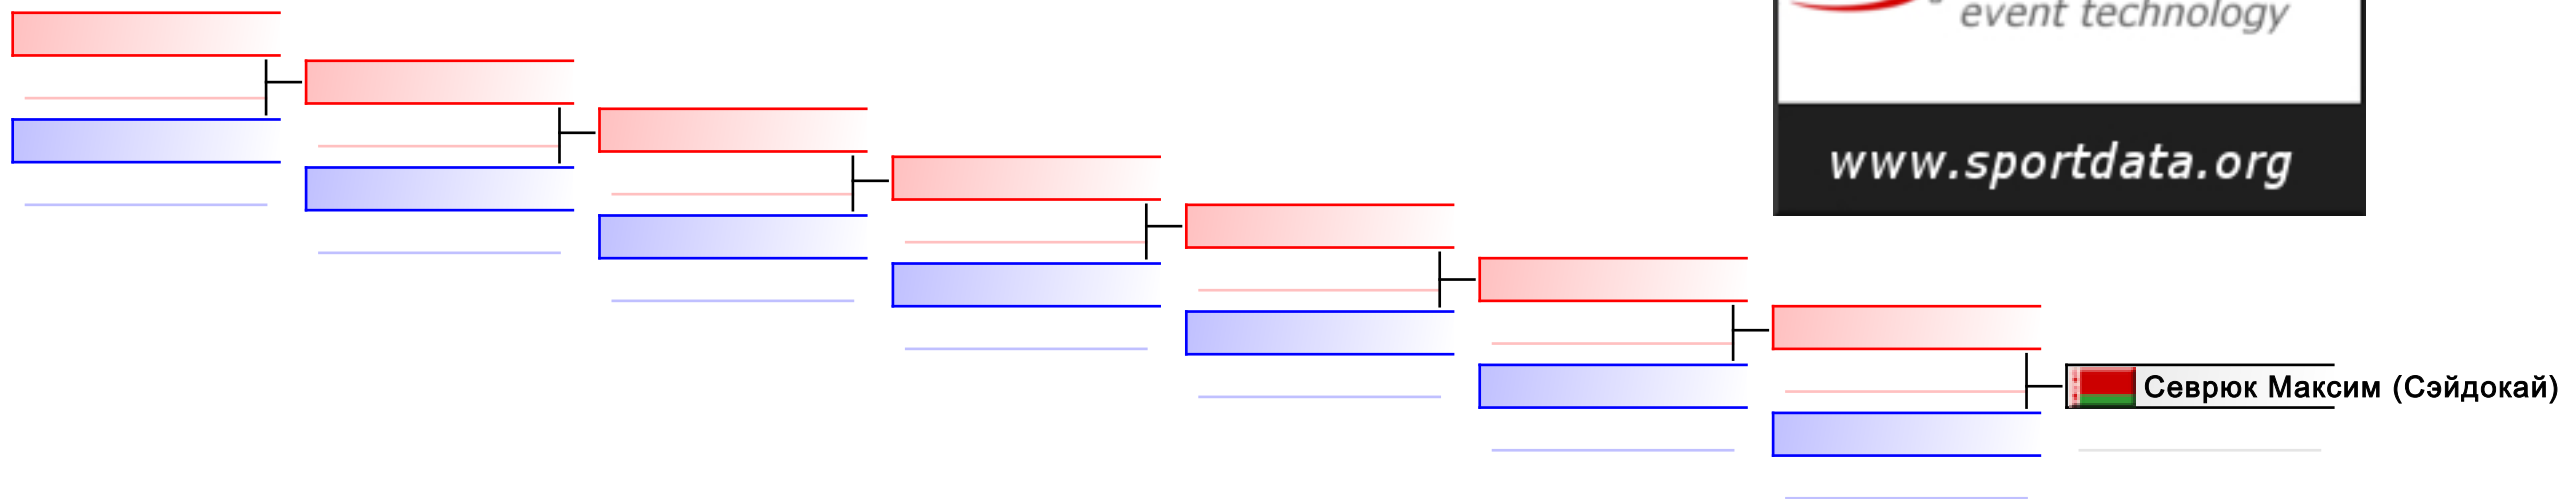 event technology
www.sportdata.org
Севрюк Максим (Сэйдокай)